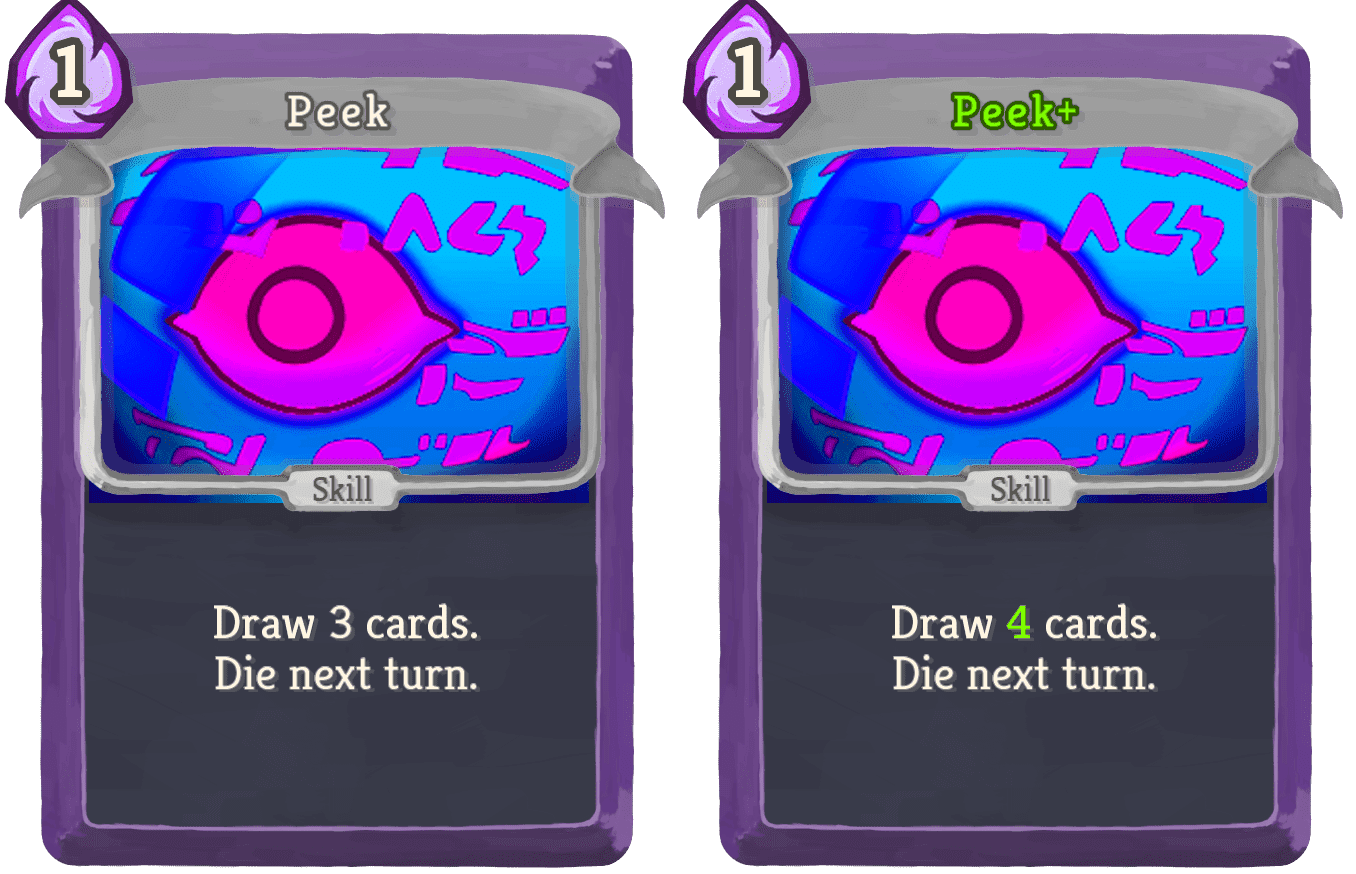 1
Peek
Skill
Draw 3 cards.
Die next turn.
1
Peek+
Skill
Draw 4 cards.
Die next turn.